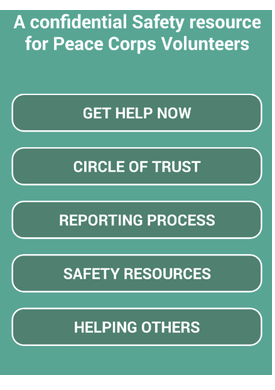 A confidential Safety resource
for Peace Corps Volunteers
GET HELP NOW
CIRCLE OF TRUST
REPORTING PROCESS
SAFETY RESOURCES
HELPING OTHERS